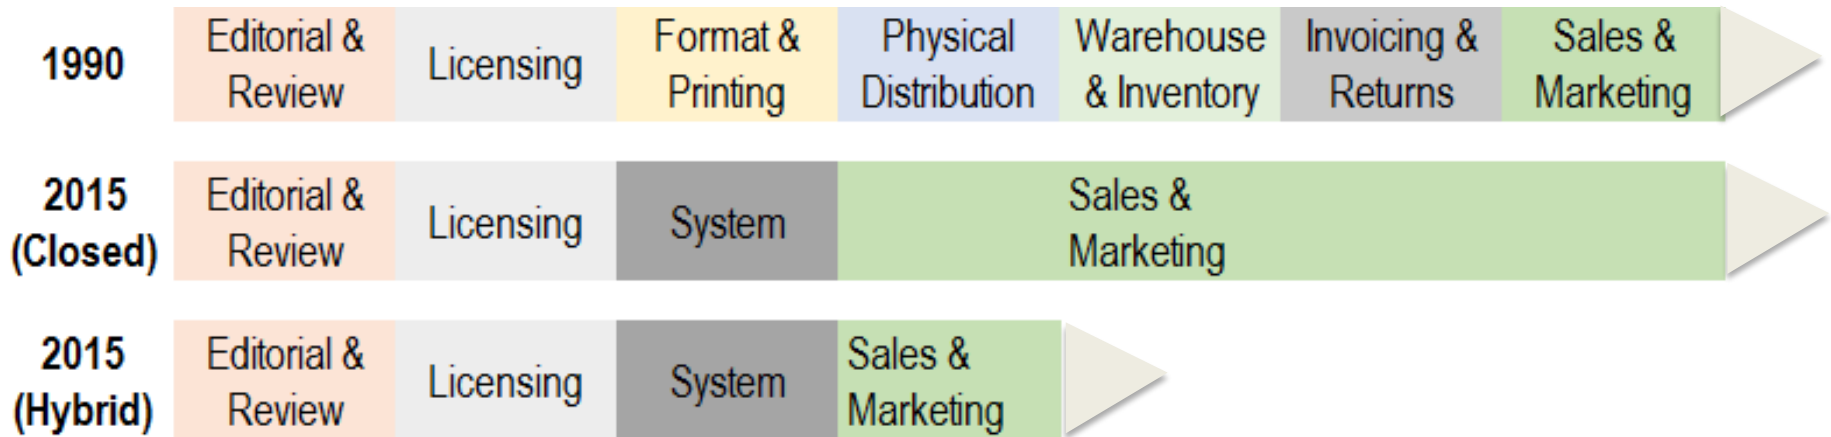 1990
Editorial &
Review
Licensing
Format &
Printing
Physical
Distribution
Warehouse
& Inventory
Invoicing &
Returns
Sales &
Marketing
2015
(Closed)
Editorial &
Review
Licensing
System
Sales &
Marketing
2015
(Hybrid)
Editorial &
Review
Licensing
System
Sales &
Marketing